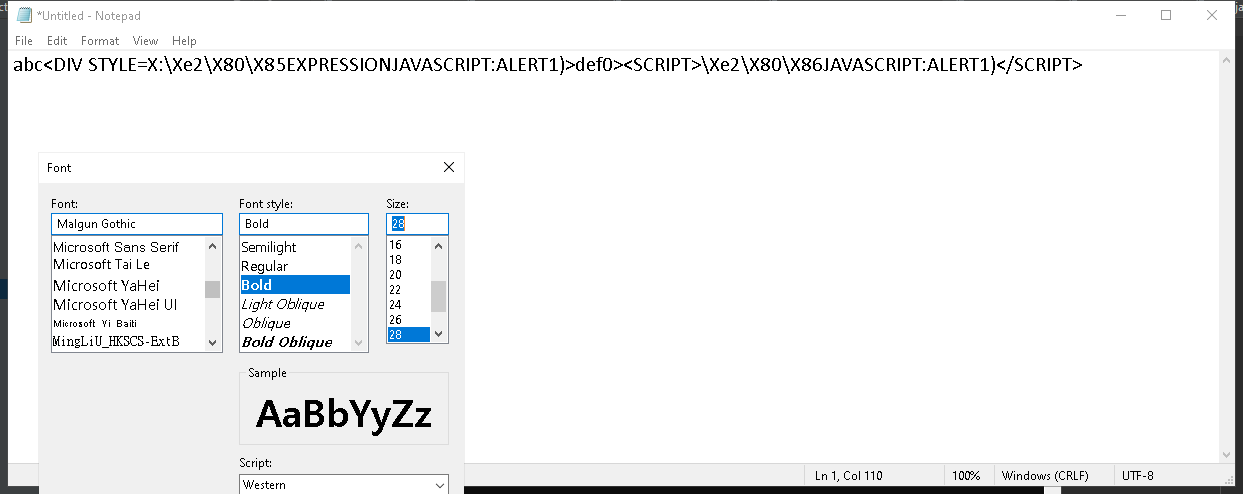 *Untitled - Notepad
File Edit Format View Help
abc<DIV STYLE=X:\Xe2\X80\X85EXPRESSIONJAVASCRIPT:ALERT1)>def0><SCRIPT>\Xe2\X80\X86JAVASCRIPT:ALERT1)</SCRIPT>
Font
Font: Font style: Size:
Malgun Gothic Bold 28
Microsoft Sans Serif Semilight 16
Microsoft Tai Le Regular 18
Microsoft YaHei Bold 20
Microsoft YaHei UI Light Oblique 22
Microsoft Yi Baiti Oblique 24
MingLiU_HKSCS-ExtB Bold Oblique 26
28
Sample
AaBbYyZz
Script:
Western
Ln 1, Col 110 100% Windows (CRLF) UTF-8